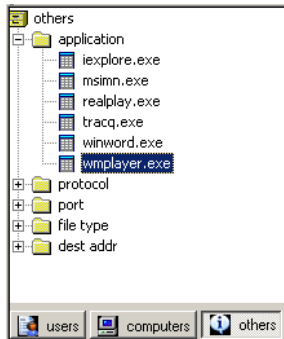 others
application
iexplore.exe
msimn.exe
realplay.exe
tracq.exe
winword.exe
wmplayer.exe
protocol
port
file type
dest addr
users computers others